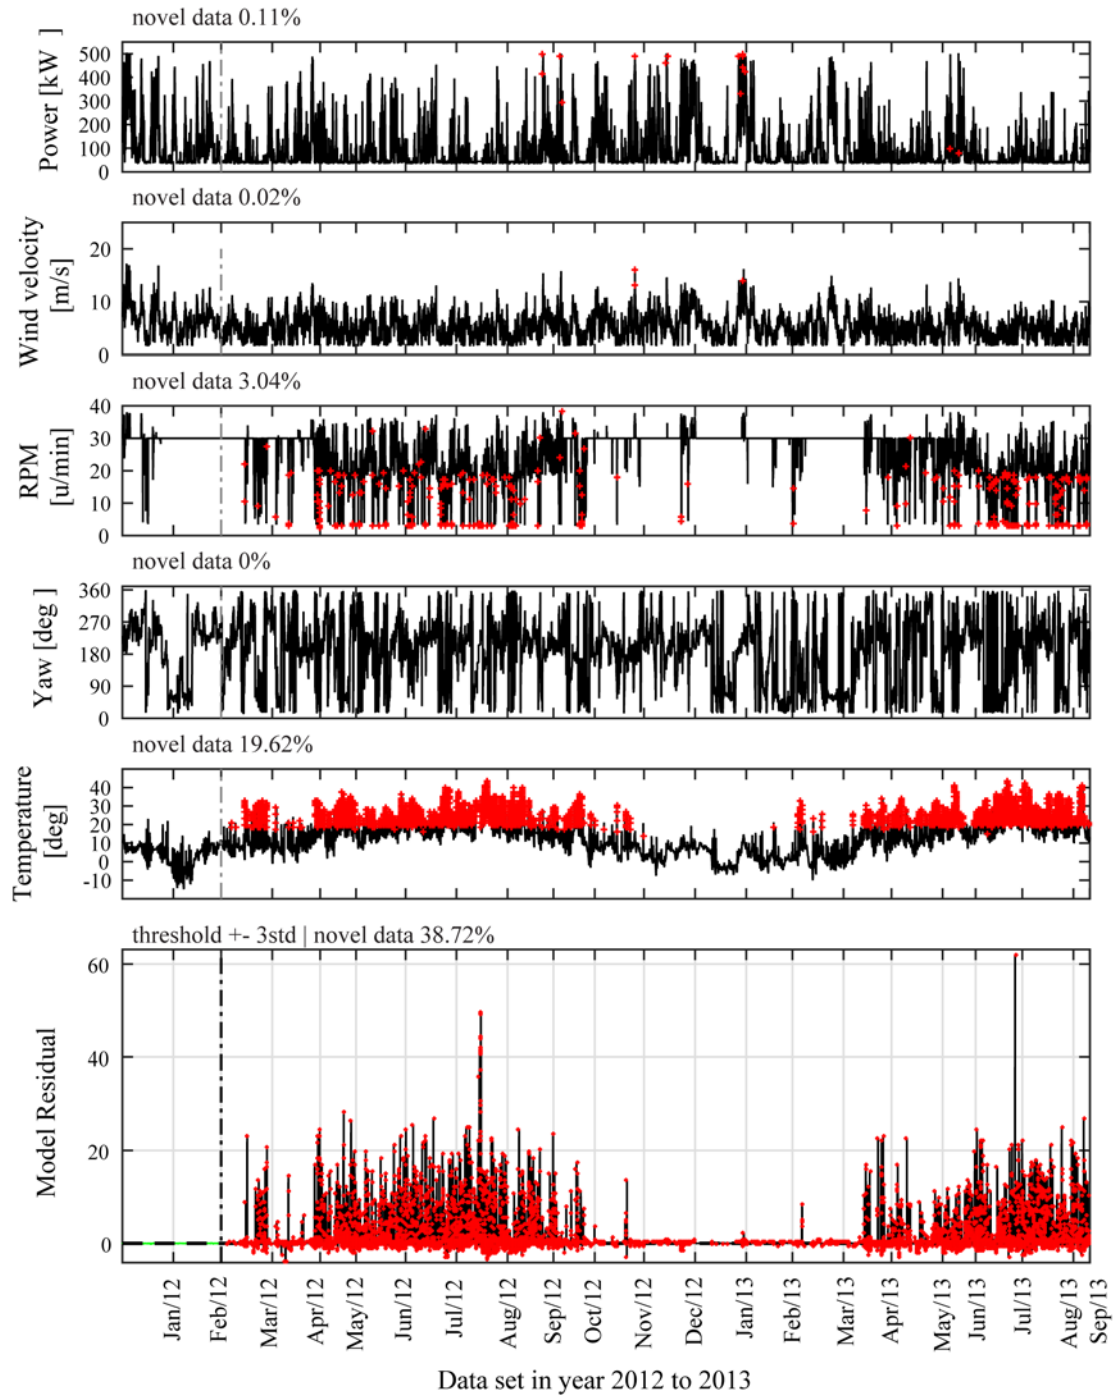 novel data 0.11%
Power [kW ]
500
400
300
200
100
0
novel data 0.02%
Wind velocity
[m/s]
20
10
0
novel data 3.04%
RPM
[u/min]
40
30
20
10
0
novel data 0%
Yaw [deg ]
360
270
180
90
0
novel data 19.62%
Temperature
[deg]
40
30
20
10
0
-10
threshold +- 3std | novel data 38.72%
Model Residual
60
40
20
0
Jan/12 Feb/12 Mar/12 Apr/12 May/12 Jun/12 Jul/12 Aug/12 Sep/12 Oct/12 Nov/12 Dec/12 Jan/13 Feb/13 Mar/13 Apr/13 May/13 Jun/13 Jul/13 Aug/13 Sep/13
Data set in year 2012 to 2013